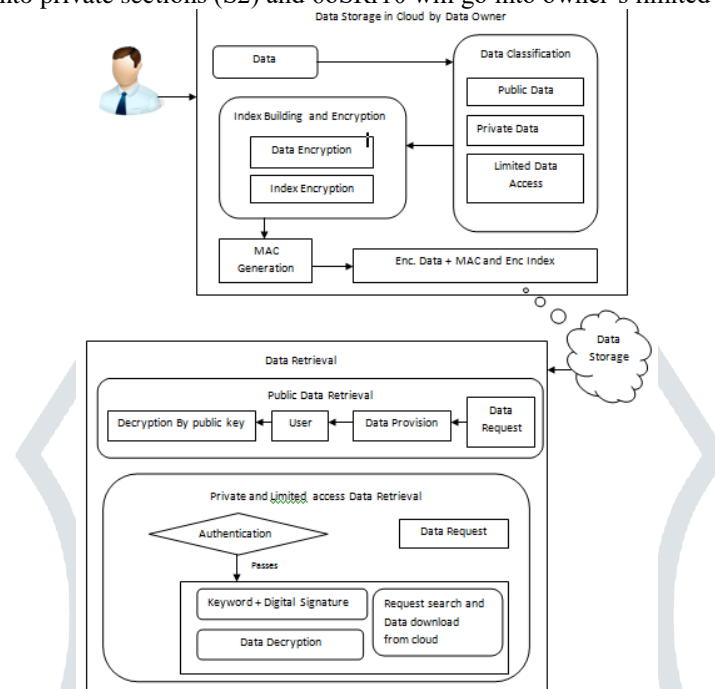 Data Storage in Cloud by Data Owner
Data
Data Classification
Public Data
Private Data
Limited Data
Access
Index Building and Encryption
Data Encryption
Index Encryption
MAC
Generation
Enc. Data + MAC and Enc Index
Data
Storage
Data Retrieval
Public Data Retrieval
Decryption By public key
User
Data Provision
Data
Request
Private and Limited access Data Retrieval
Authentication
Data Request
Passes
Keyword + Digital Signature
Data Decryption
Request search and
Data download
from cloud